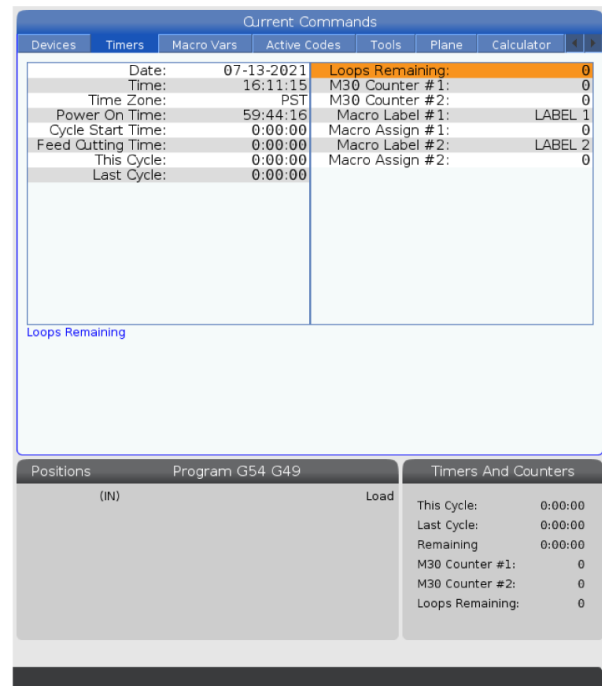 Current Commands
Devices Timers Macro Vars Active Codes Tools Plane Calculator
Date: 07-13-2021 Loops Remaining: 0
Time: 16:11:15 M30 Counter #1: 0
Time Zone: PST M30 Counter #2: 0
Power On Time: 59:44:16 Macro Label #1: LABEL 1
Cycle Start Time: 0:00:00 Macro Assign #1: 0
Feed Cutting Time: 0:00:00 Macro Label #2: LABEL 2
This Cycle: 0:00:00 Macro Assign #2: 0
Last Cycle: 0:00:00
Loops Remaining
Positions Program G54 G49
(IN) Load
Timers And Counters
This Cycle: 0:00:00
Last Cycle: 0:00:00
Remaining 0:00:00
M30 Counter #1: 0
M30 Counter #2: 0
Loops Remaining: 0